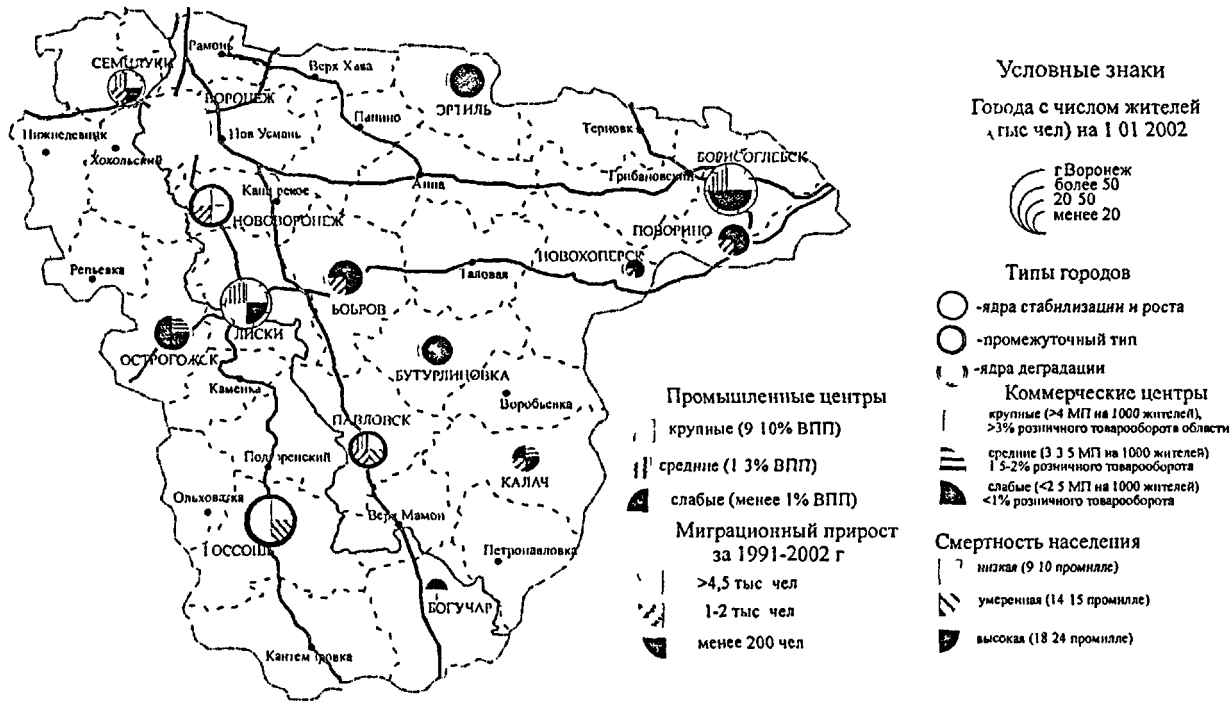 Рамонь
Верх Хава
СЕМИЛУКИ
ВОРОНЕЖ
ЭРТИЛЬ
Нижнедевицк
Хохольский
Нов Усмань
Панино
Терновк
БОРИСОГЛЕБСК
Грибановский
Анна
НОВОВОРОНЕЖ
ПОВОРИНО
НОВОХОПЕРСК
Репьевка
Таловая
БОБРОВ
ЛИСКИ
ОСТРОГОЖСК
БУТУРЛИНОВКА
Каменка
Воробьевка
ПАВЛОВСК
КАЛАЧ
Ольховатка
Верх Мамон
РОССОШЬ
Петропавловка
БОГУЧАР
Условные знаки
Города с числом жителей
тыс чел) на 1 01 2002
г Воронеж
более 50
20 50
менее 20
Типы городов
-ядра стабилизации и роста
-промежуточный тип
-ядра деградации
Промышленные центры
крупные (9 10% ВПП)
средние (1 3% ВПП)
слабые (менее 1% ВПП)
Миграционный прирост
за 1991-2002 г
>4,5 тыс чел
1-2 тыс чел
менее 200 чел
Коммерческие центры
крупные (>4 МП на 1000 жителей),
>3% розничного товарооборота области
средние (3 3 5 МП на 1000 жителей)
1 5-2% розничного товарооборота
слабые (<2 5 МП на 1000 жителей)
<1% розничного товарооборота
Смертность населения
низкая (9 10 промилле)
умеренная (14 15 промилле)
высокая (18 24 промилле)